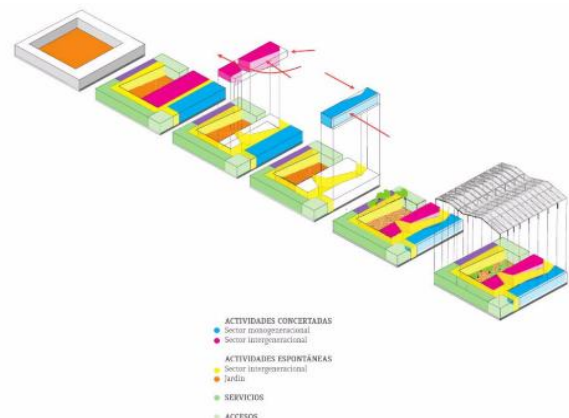 ACTIVIDADES CONCERTADAS
Sector monogeneracional
Sector intergeneracional
ACTIVIDADES ESPONTÁNEAS
Sector intergeneracional
Jardín
SERVICIOS
ACCESOS